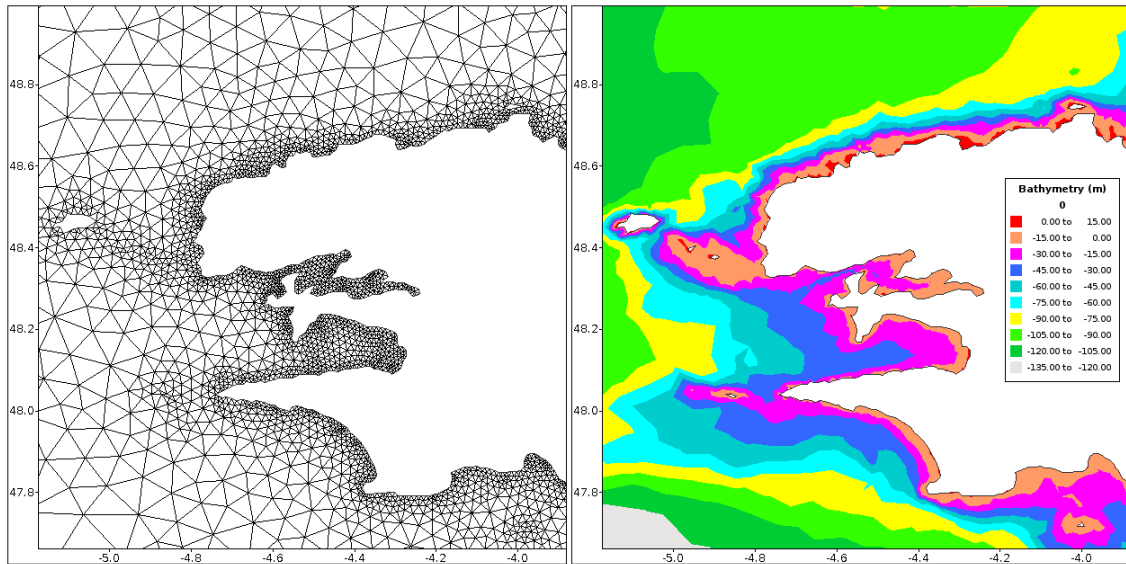 48.8
48.6
48.4
48.2
48.0
47.8
-5.0 -4.8 -4.6 -4.4 -4.2 -4.0
48.8
48.6
48.4
48.2
48.0
47.8
-5.0 -4.8 -4.6 -4.4 -4.2 -4.0
Bathymetry (m)
0
0.00 to 15.00
-15.00 to 0.00
-30.00 to -15.00
-45.00 to -30.00
-60.00 to -45.00
-75.00 to -60.00
-90.00 to -75.00
-105.00 to -90.00
-120.00 to -105.00
-135.00 to -120.00